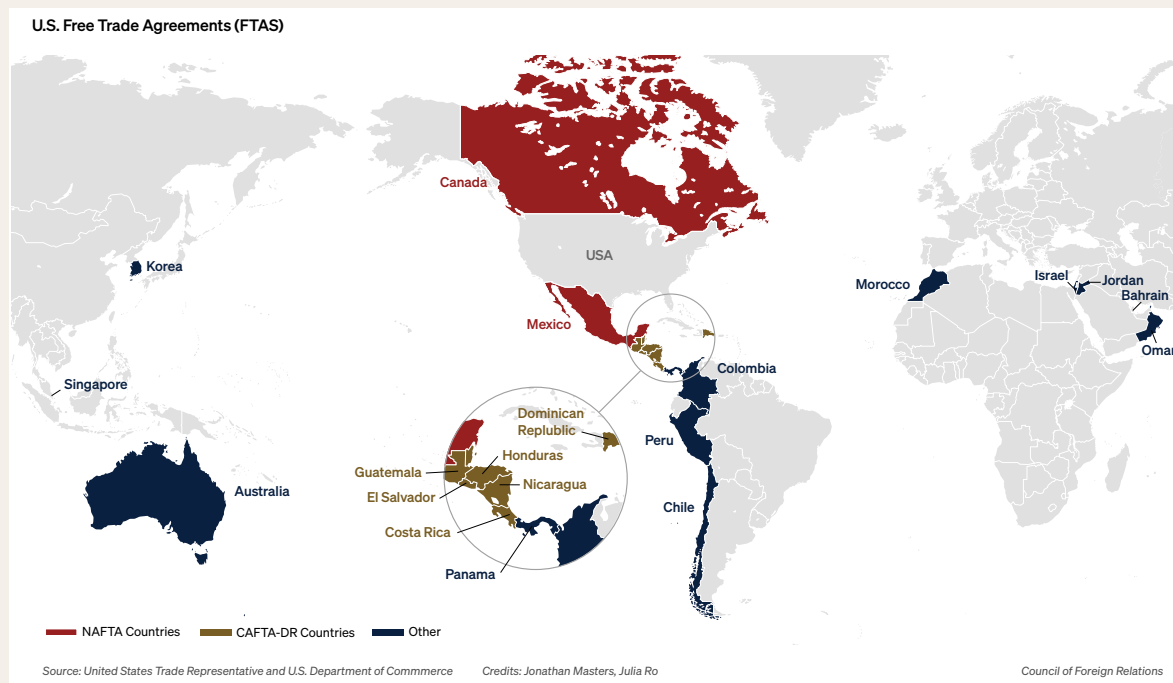 U.S. Free Trade Agreements (FTAS)
Canada
USA
Korea
Morocco
Israel
Jordan
Bahrain
Oman
Mexico
Singapore
Colombia
Dominican
Replublic
Peru
Honduras
Guatemala
Nicaragua
El Salvador
Australia
Chile
Costa Rica
Panama
NAFTA Countries
CAFTA-DR Countries
Other
Source: United States Trade Representative and U.S. Department of Commmerce
Credits: Jonathan Masters, Julia Ro
Council of Foreign Relations